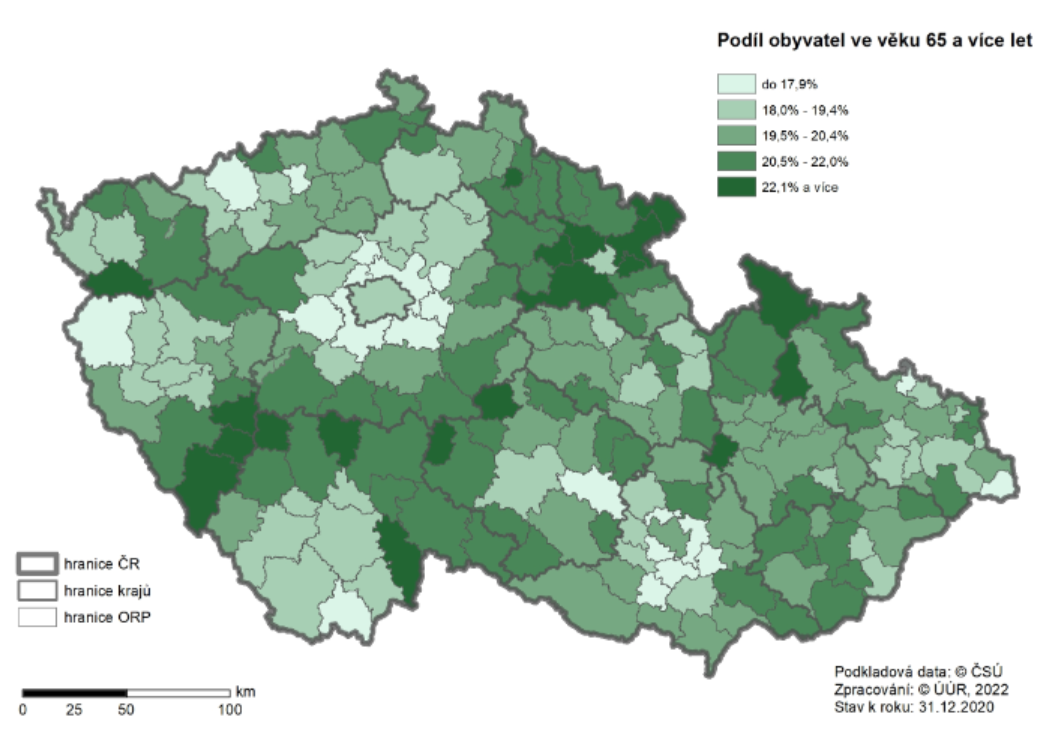 Podíl obyvatel ve věku 65 a více let
do 17,9%
18,0% - 19,4%
19,5% - 20,4%
20,5% - 22,0%
22,1% a více
hranice ČR
hranice krajů
hranice ORP
km
0 25 50 100
Podkladová data: © ČSÚ
Zpracování: © ÚÚR, 2022
Stav k roku: 31.12.2020